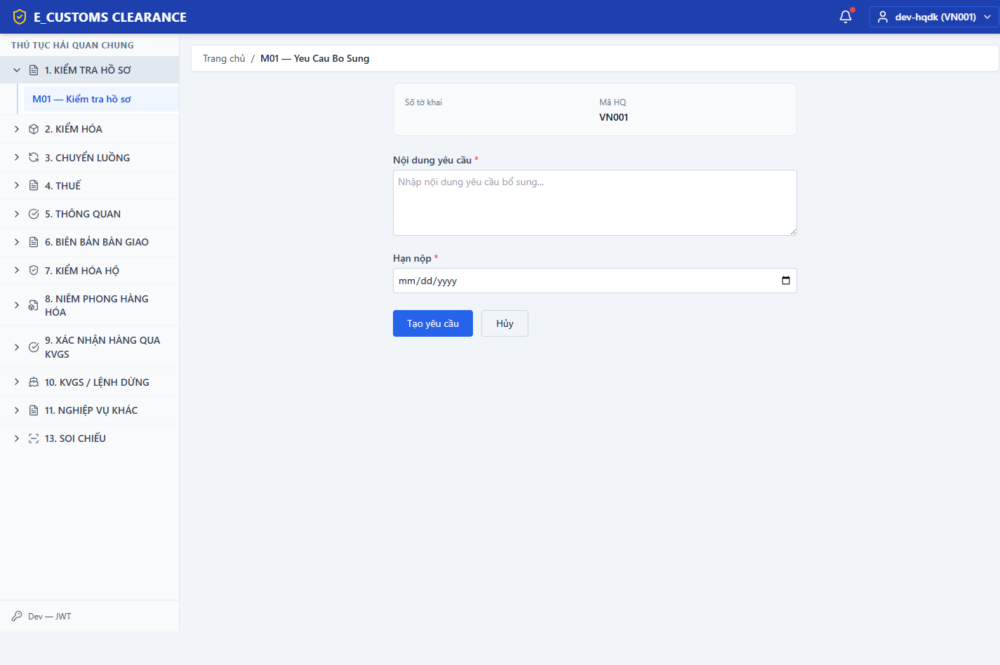 E_CUSTOMS CLEARANCE
dev-hqdk (VN001)
THỦ TỤC HẢI QUAN CHUNG
1. KIỂM TRA HỒ SƠ
M01 — Kiểm tra hồ sơ
2. KIỂM HÓA
3. CHUYỂN LUỒNG
4. THUẾ
5. THÔNG QUAN
6. BIÊN BẢN BÀN GIAO
7. KIỂM HÓA HỘ
8. NIÊM PHONG HÀNG
HÓA
9. XÁC NHẬN HÀNG QUA
KVGS
10. KVGS / LỆNH DỪNG
11. NGHIỆP VỤ KHÁC
13. SOI CHIẾU
Dev — JWT
Trang chủ / M01 — Yeu Cau Bo Sung
Số tờ khai
Mã HQ
VN001
Nội dung yêu cầu *
Nhập nội dung yêu cầu bổ sung...
Hạn nộp *
mm/dd/yyyy
Tạo yêu cầu
Hủy